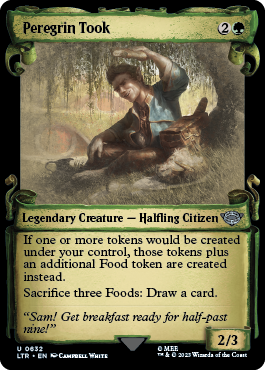 Peregrin Took 2
Legendary Creature — Halfling Citizen
If one or more tokens would be created
under your control, those tokens plus
an additional Food token are created
instead.
Sacrifice three Foods: Draw a card.
“Sam! Get breakfast ready for half-past
nine!”
2/3
U 0632
LTR • EN Campbell White
© MEE
™ & © 2023 Wizards of the Coast